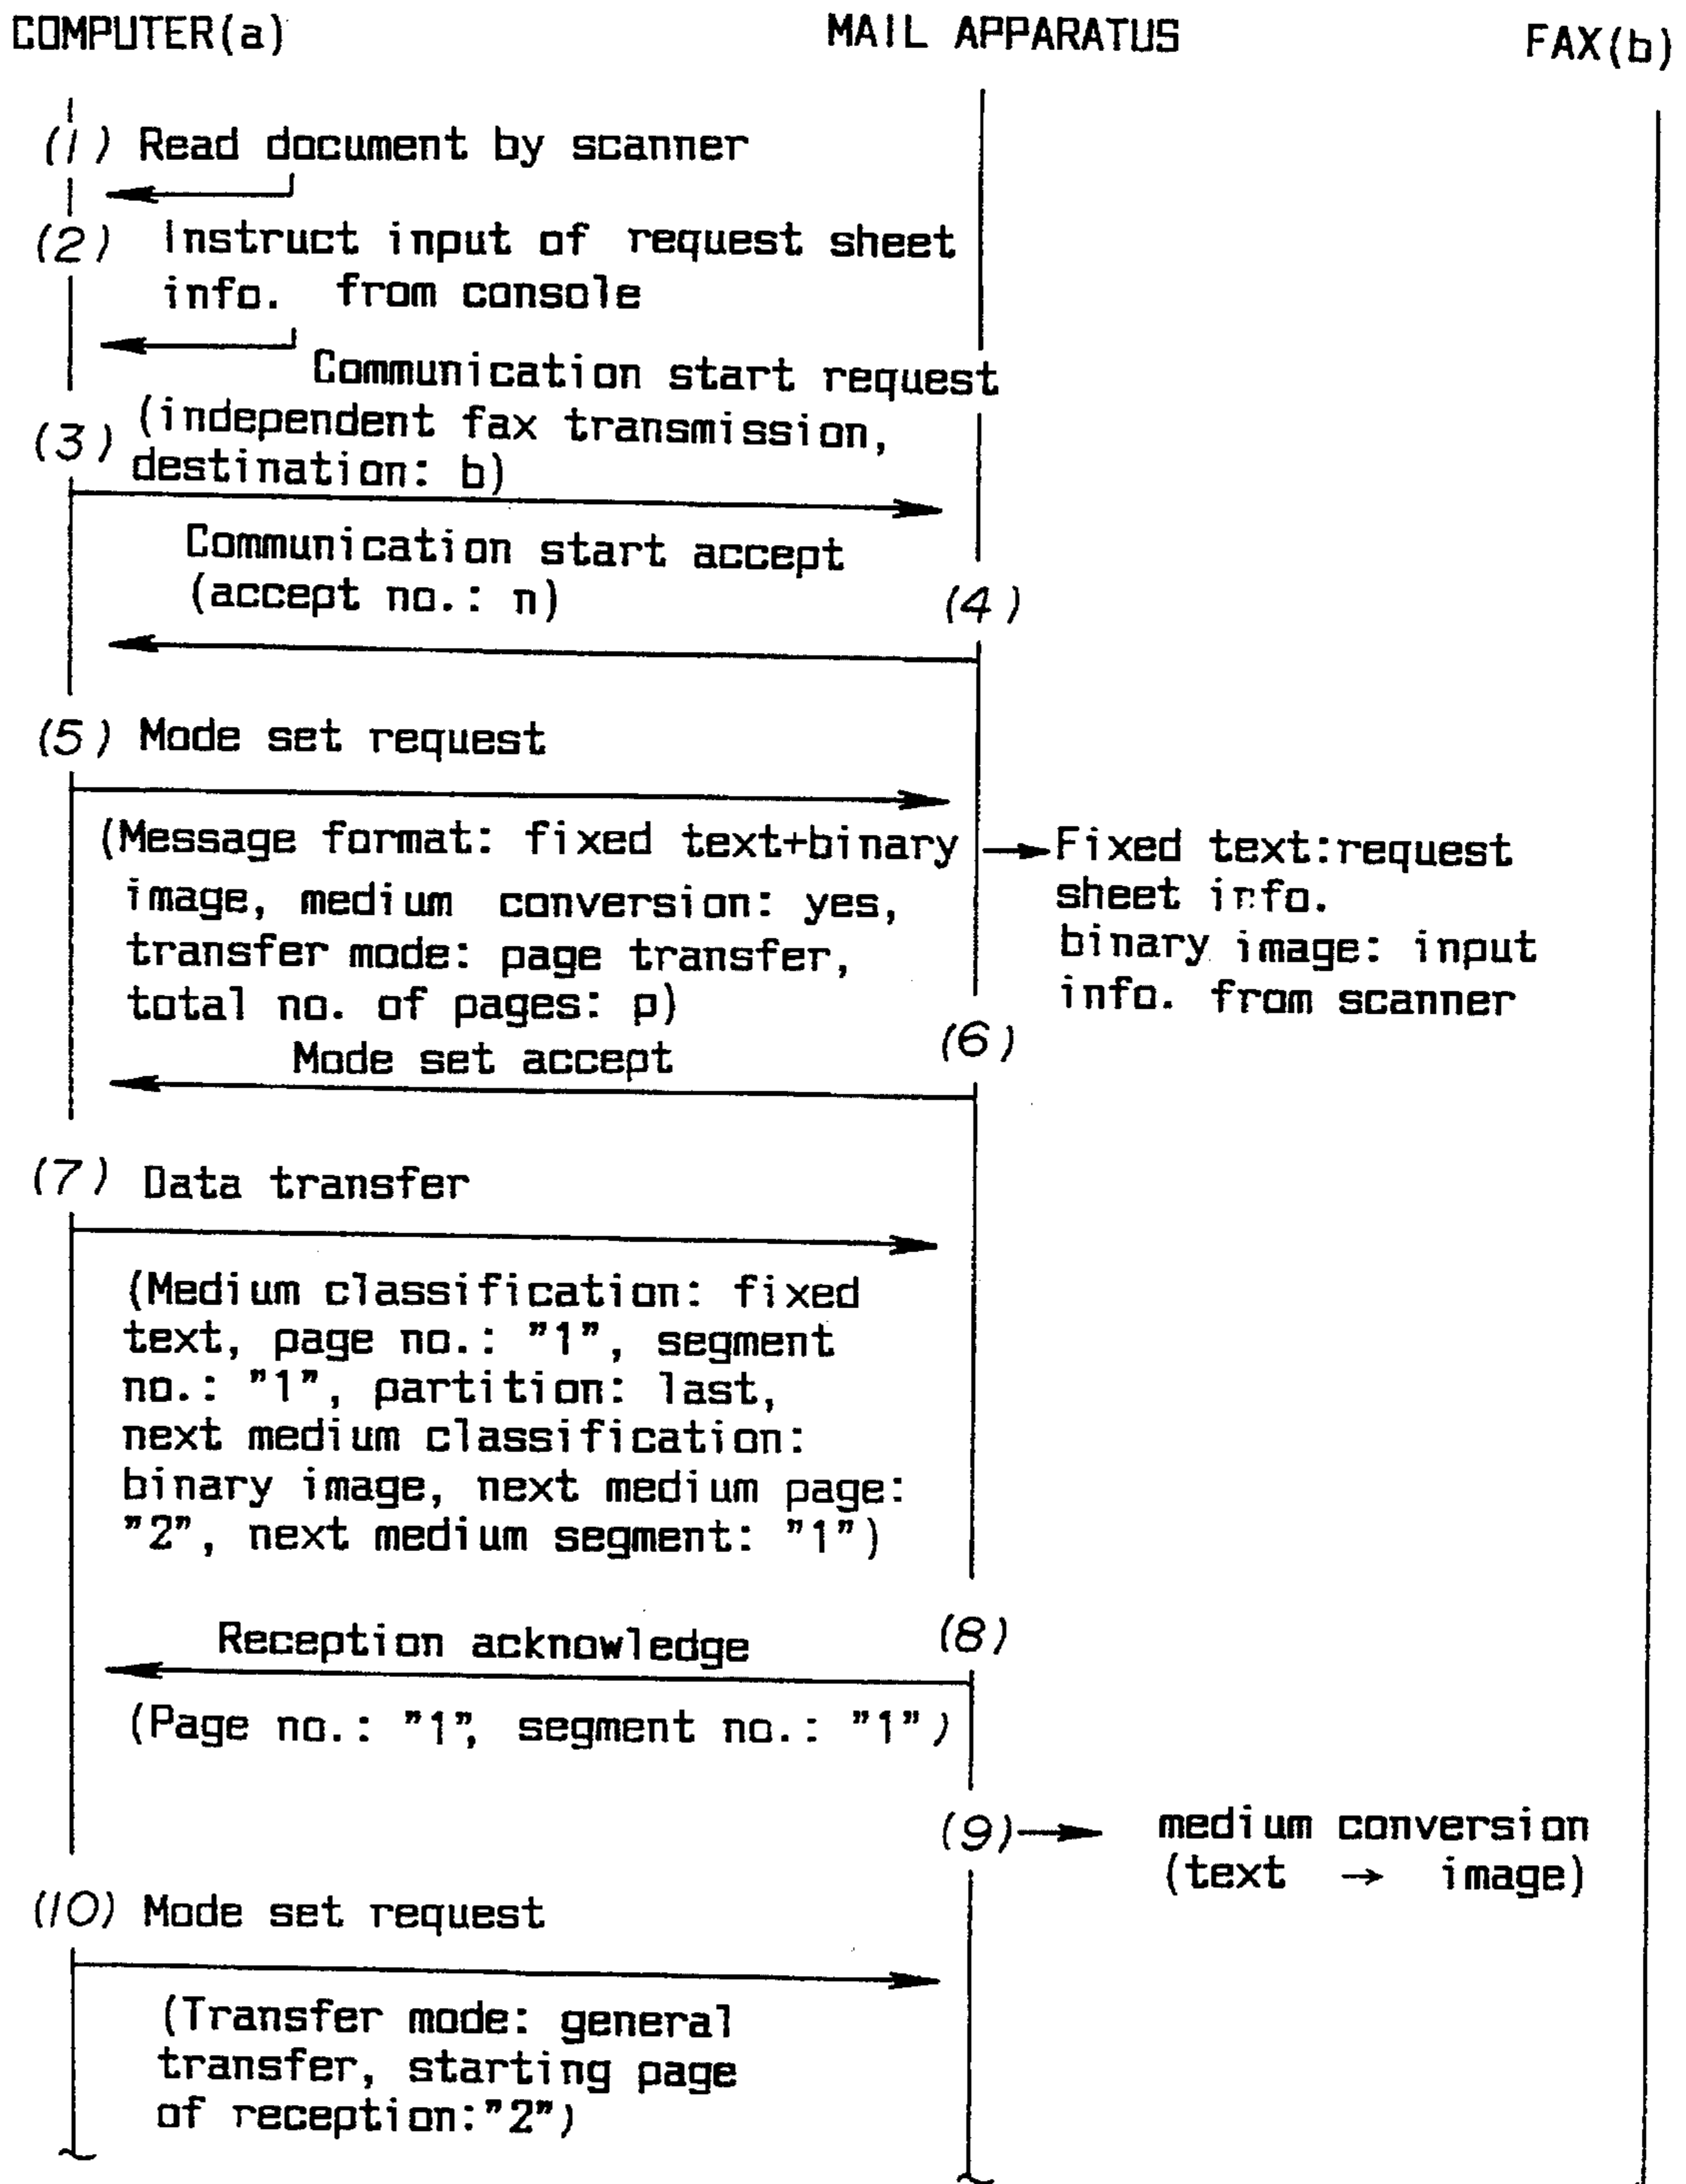 COMPUTER(a) MAIL APPARATUS FAX(b)
(1) Read document by scanner
(2) Instruct input of request sheet
info. from console
Communication start request
(3) (independent fax transmission,
destination: b)
Communication start accept
(accept no.: n) (4)
(5) Mode set request
(Message format: fixed text+binary
image, medium conversion: yes,
transfer mode: page transfer,
total no. of pages: p)
Fixed text:request
sheet info.
binary image: input
info. from scanner
(6)
Mode set accept
(7) Data transfer
(Medium classification: fixed
text, page no.: "1", segment
no.: "1", partition: last,
next medium classification:
binary image, next medium page:
"2", next medium segment: "1")
Reception acknowledge (8)
(Page no.: "1", segment no.: "1")
(9) → medium conversion
(text → image)
(10) Mode set request
(Transfer mode: general
transfer, starting page
of reception:"2")